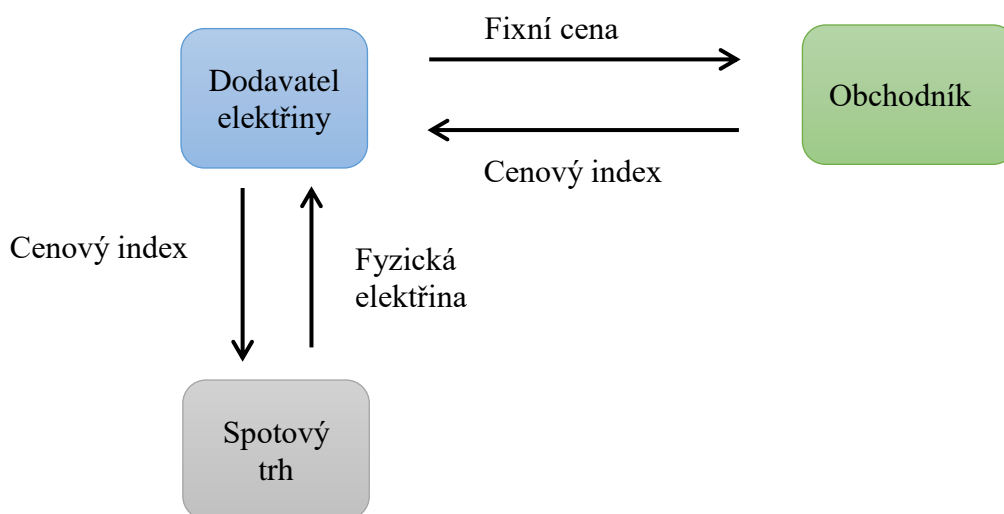 Fixní cena
Dodavatel
elektřiny
Obchodník
Cenový index
Cenový index
Fyzická
elektřina
Spotový
trh